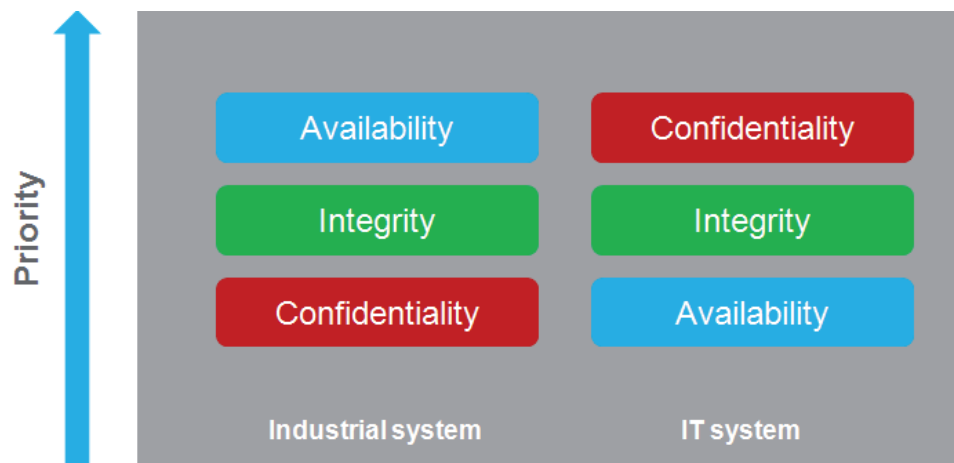 Priority
Availability
Confidentiality
Integrity
Integrity
Confidentiality
Availability
Industrial system
IT system